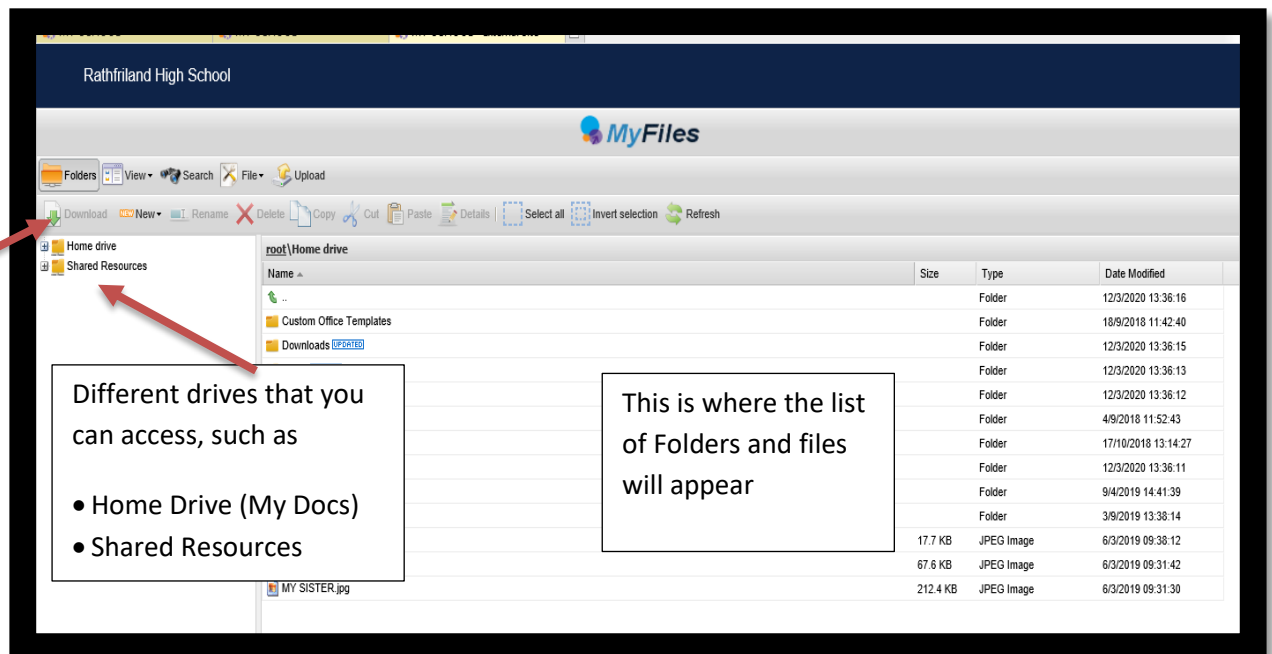 Rathfriland High School
MyFiles
Folders View Search File Upload
Download New Rename Delete Copy Cut Paste Details Select all Invert selection Refresh
Home drive
Shared Resources
root\Home drive
Name Size Type Date Modified
.. Folder 12/3/2020 13:36:16
Custom Office Templates Folder 18/9/2018 11:42:40
Downloads UPDATED Folder 12/3/2020 13:36:15
Folder 12/3/2020 13:36:13
Folder 12/3/2020 13:36:12
Folder 4/9/2018 11:52:43
Folder 17/10/2018 13:14:27
Folder 12/3/2020 13:36:11
Folder 9/4/2019 14:41:39
Folder 3/9/2019 13:38:14
17.7 KB JPEG Image 6/3/2019 09:38:12
67.6 KB JPEG Image 6/3/2019 09:31:42
MY SISTER.jpg 212.4 KB JPEG Image 6/3/2019 09:31:30
Different drives that you
can access, such as
• Home Drive (My Docs)
• Shared Resources
This is where the list
of Folders and files
will appear